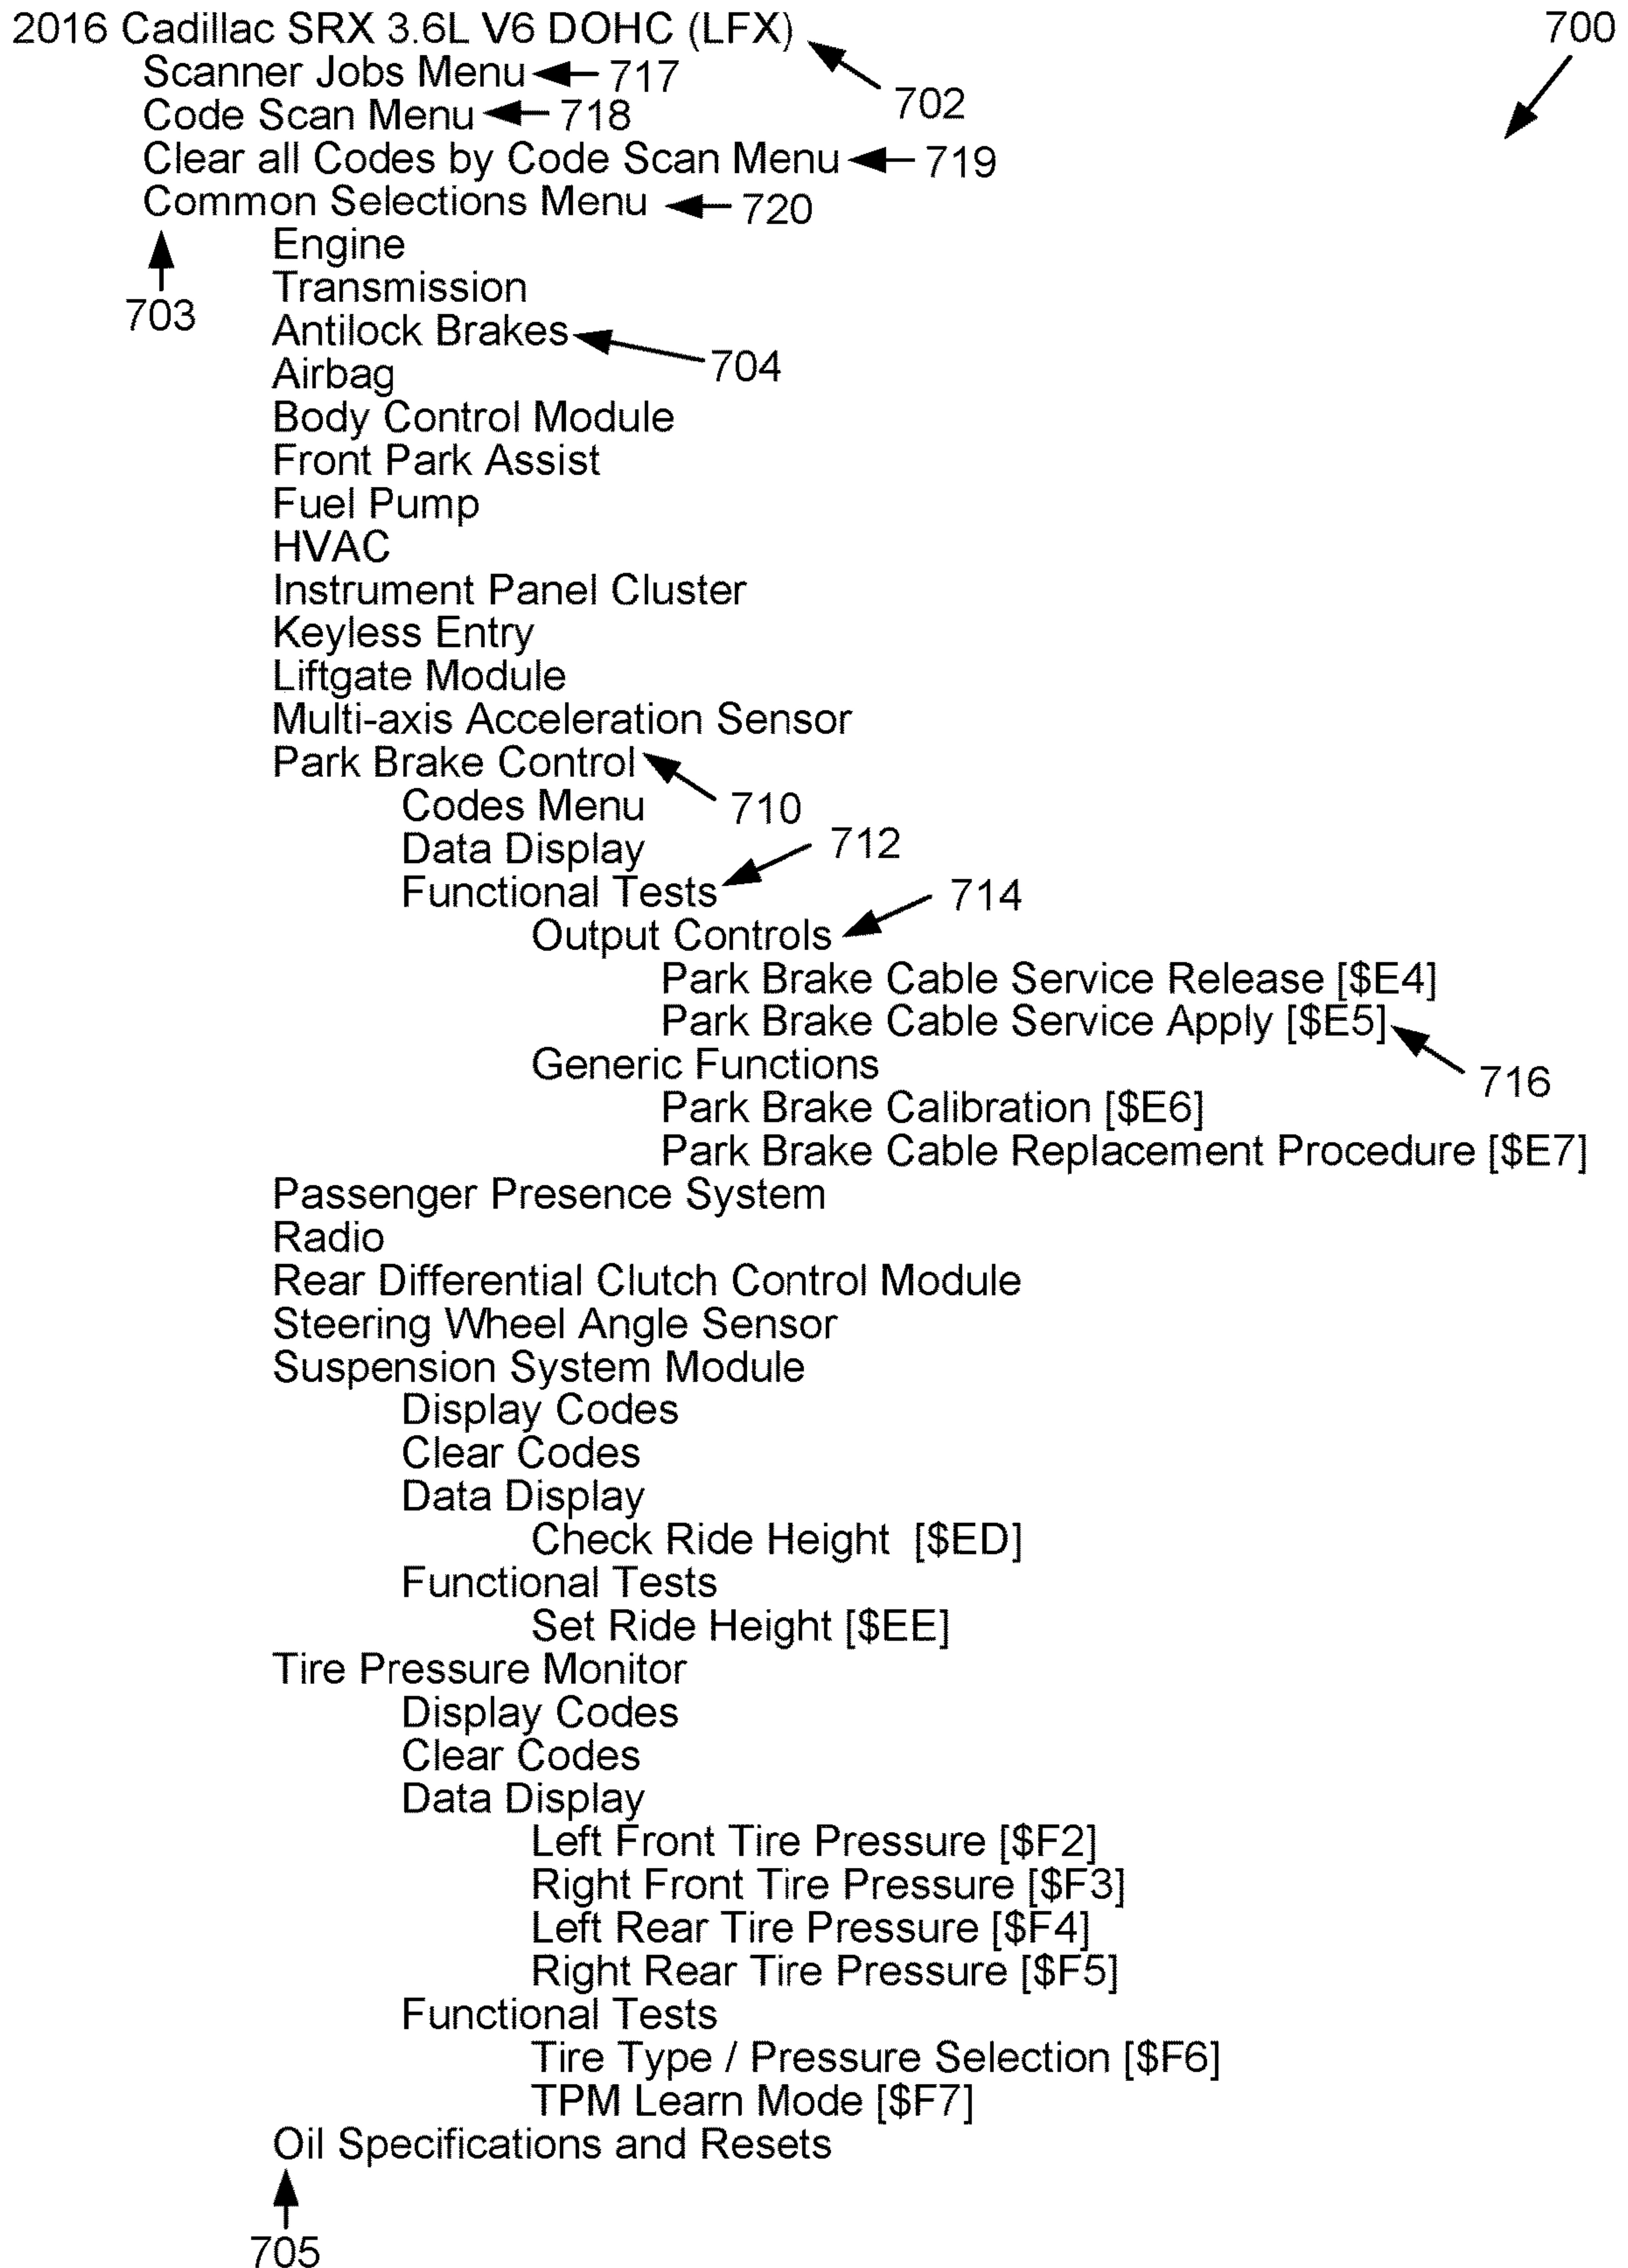 2016 Cadillac SRX 3.6L V6 DOHC (LFX)
700
Scanner Jobs Menu 717
702
Code Scan Menu 718
Clear all Codes by Code Scan Menu 719
Common Selections Menu 720
703
Engine
Transmission
Antilock Brakes
704
Airbag
Body Control Module
Front Park Assist
Fuel Pump
HVAC
Instrument Panel Cluster
Keyless Entry
Liftgate Module
Multi-axis Acceleration Sensor
Park Brake Control
710
Codes Menu
Data Display
712
Functional Tests
714
Output Controls
Park Brake Cable Service Release [$E4]
Park Brake Cable Service Apply [$E5]
716
Generic Functions
Park Brake Calibration [$E6]
Park Brake Cable Replacement Procedure [$E7]
Passenger Presence System
Radio
Rear Differential Clutch Control Module
Steering Wheel Angle Sensor
Suspension System Module
Display Codes
Clear Codes
Data Display
Check Ride Height [$ED]
Functional Tests
Set Ride Height [$EE]
Tire Pressure Monitor
Display Codes
Clear Codes
Data Display
Left Front Tire Pressure [$F2]
Right Front Tire Pressure [$F3]
Left Rear Tire Pressure [$F4]
Right Rear Tire Pressure [$F5]
Functional Tests
Tire Type / Pressure Selection [$F6]
TPM Learn Mode [$F7]
Oil Specifications and Resets
705